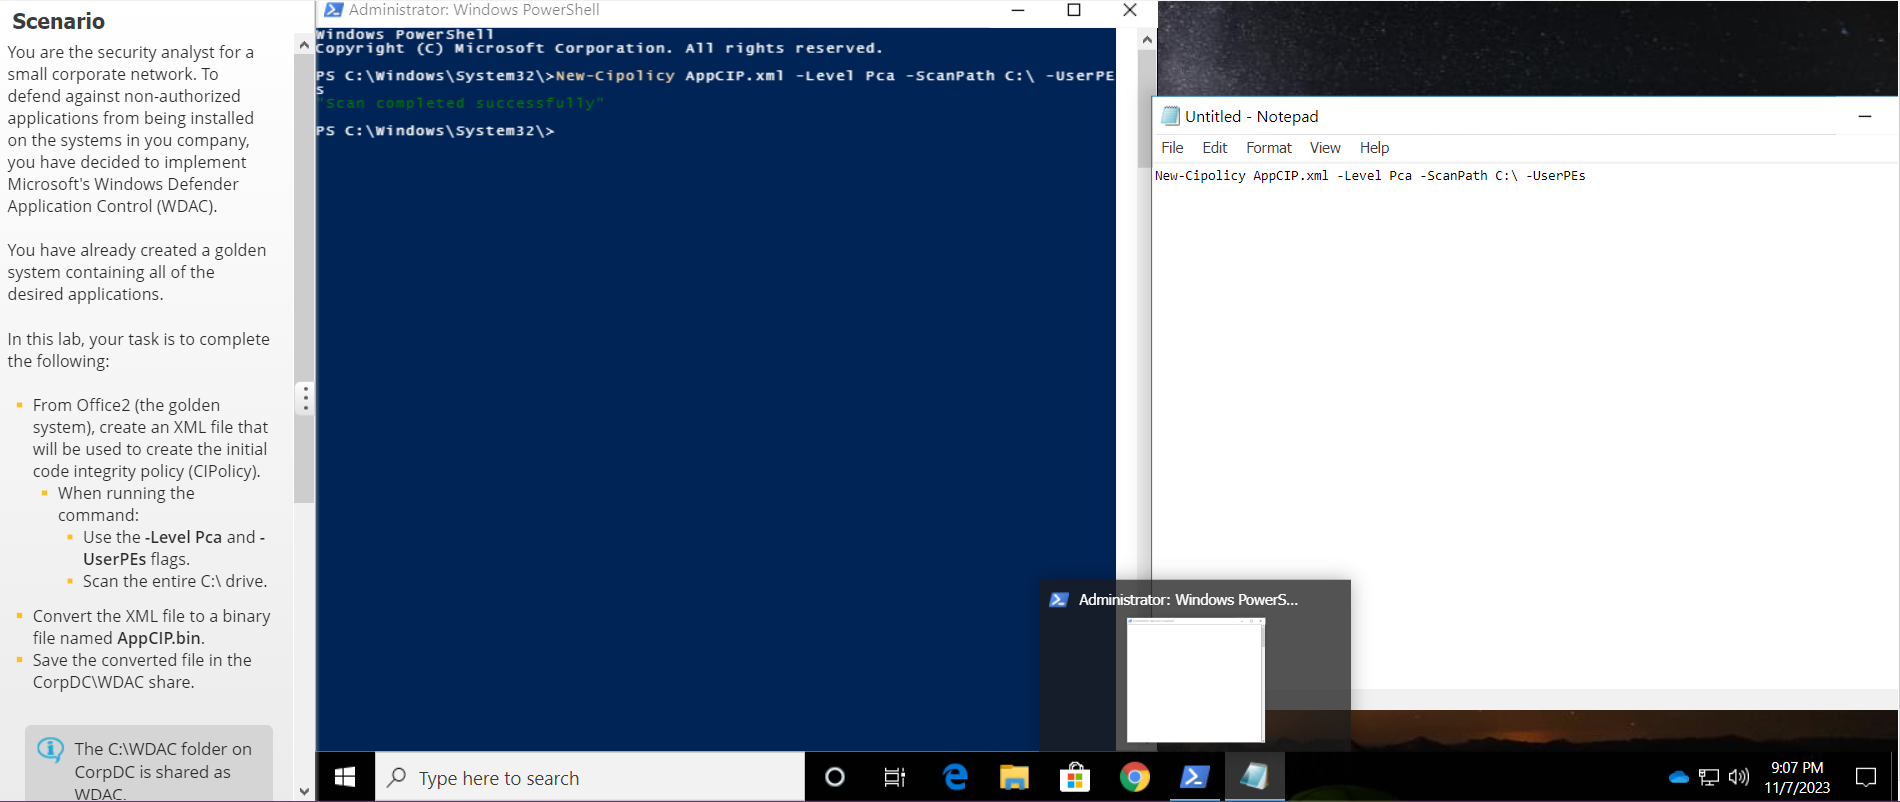 Scenario
You are the security analyst for a
small corporate network. To
defend against non-authorized
applications from being installed
on the systems in you company,
you have decided to implement
Microsoft's Windows Defender
Application Control (WDAC).
You have already created a golden
system containing all of the
desired applications.
In this lab, your task is to complete
the following:
From Office2 (the golden
system), create an XML file that
will be used to create the initial
code integrity policy (CIPolicy).
When running the
command:
Use the -Level Pca and -
UserPEs flags.
Scan the entire C:\ drive.
Convert the XML file to a binary
file named AppCIP.bin.
Save the converted file in the
CorpDC\WDAC share.
The C:\WDAC folder on
CorpDC is shared as
WDAC.
Administrator: Windows PowerShell
Windows PowerShell
Copyright (C) Microsoft Corporation. All rights reserved.
PS C:\Windows\System32\>New-Cipolicy AppCIP.xml -Level Pca -ScanPath C:\ -UserPE
s
"Scan completed successfully"
PS C:\Windows\System32\>
Untitled - Notepad
File Edit Format View Help
New-Cipolicy AppCIP.xml -Level Pca -ScanPath C:\ -UserPEs
Administrator: Windows PowerS...
Type here to search
9:07 PM
11/7/2023